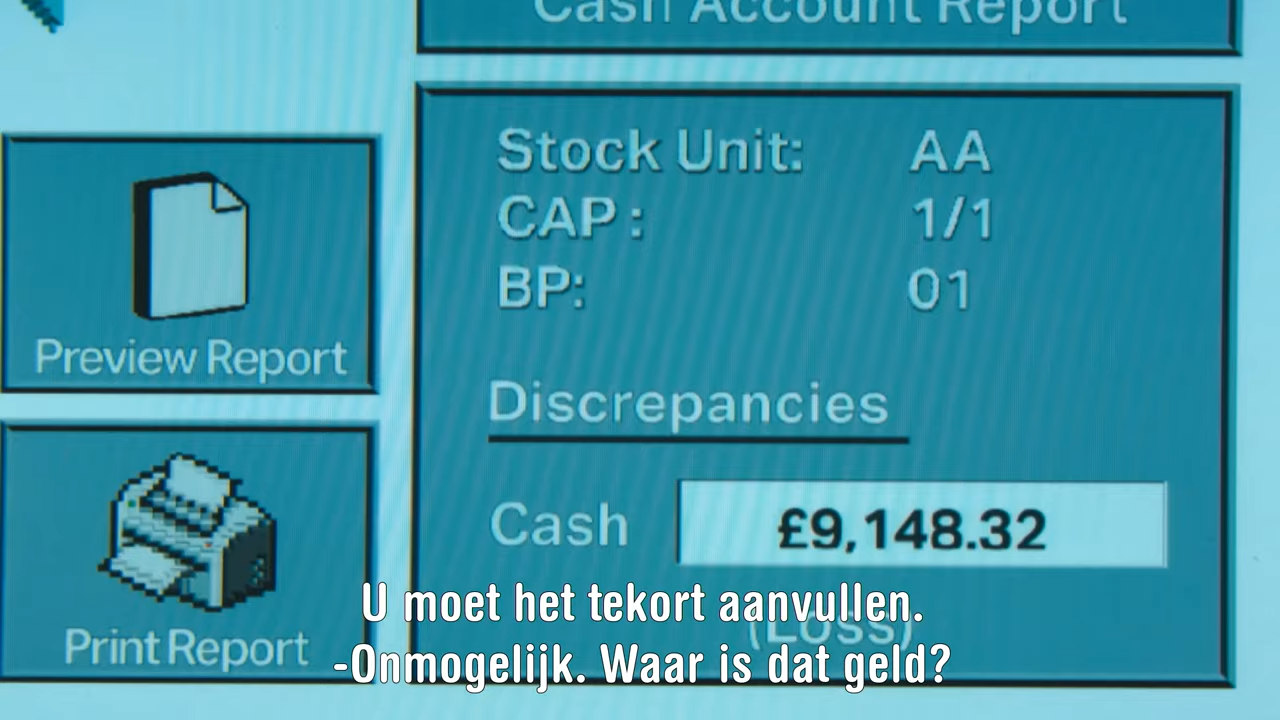 Cash Account Report
Stock Unit: AA
CAP : 1/1
BP: 01
Preview Report
Discrepancies
Cash £9,148.32
(Loss)
Print Report
U moet het tekort aanvullen.
-Onmogelijk. Waar is dat geld?